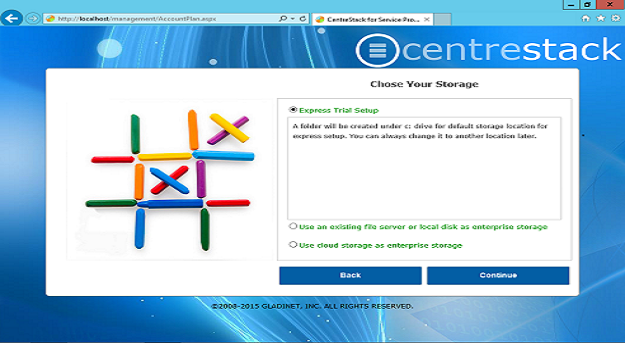 http://localhost/management/AccountPlan.aspx
CentreStack for Service Pro...
centrestack
Chose Your Storage
Express Trial Setup
A folder will be created under c: drive for default storage location for
express setup. You can always change it to another location later.
Use an existing file server or local disk as enterprise storage
Use cloud storage as enterprise storage
Back
Continue
©2008-2015 GLADINET, INC. ALL RIGHTS RESERVED.